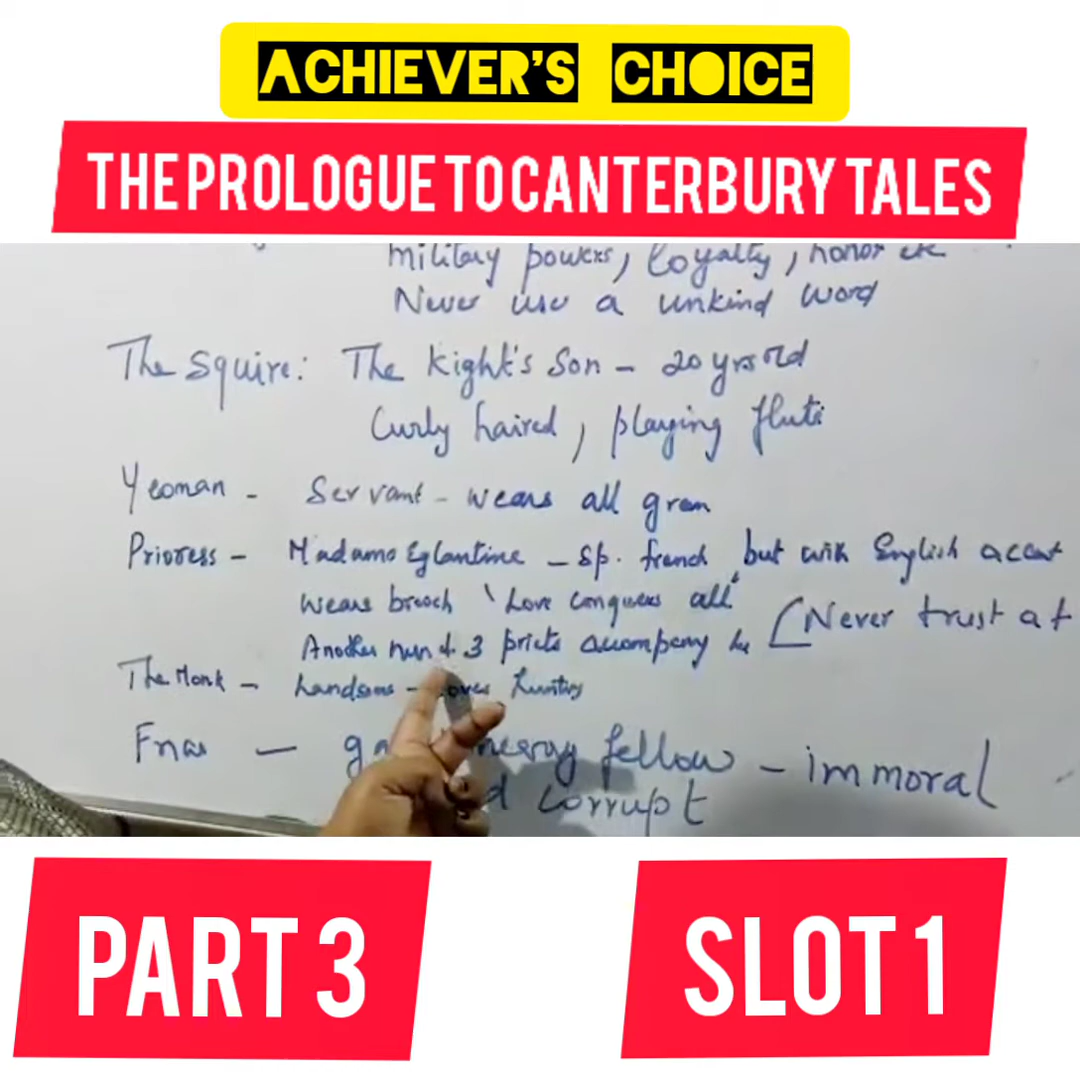 ACHIEVER'S CHOICE
THE PROLOGUE TO CANTERBURY TALES
military powers, loyalty, honor etc
Never use a unkind word
The Squire: The Kight's Son - 20 yrs old
Curly haired, playing flute
Yeoman - Servant - wears all green
Prioress - Madame Eglantine - sp. french, but with English accent
Wears brooch 'Love conquers all'
Another nun + 3 priets accompany her [Never trust at
The Monk - handsome - loves hunting
Friar - merry fellow - immoral
corrupt
PART 3
SLOT 1